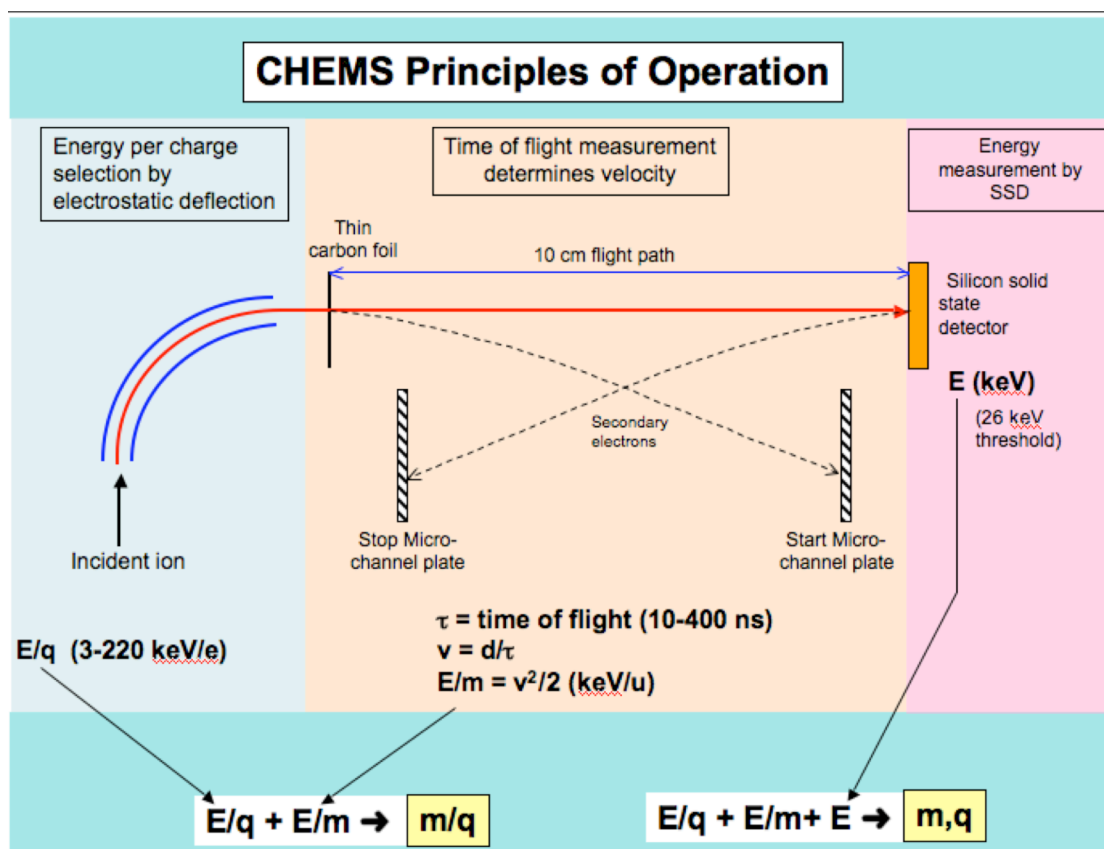 CHEMS Principles of Operation
Energy per charge
selection by
electrostatic deflection
Time of flight measurement
determines velocity
Energy
measurement by
SSD
Thin
carbon foil
10 cm flight path
Silicon solid
state
detector
Secondary
electrons
E (keV)
(26 keV
threshold)
Incident ion
Stop Micro-
channel plate
Start Micro-
channel plate
E/q (3-220 keV/e)
τ = time of flight (10-400 ns)
v = d/τ
E/m = v²/2 (keV/u)
E/q + E/m ➔ m/q
E/q + E/m+ E ➔ m,q